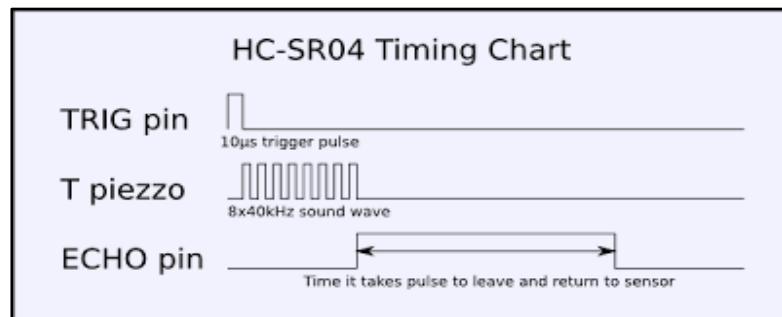 HC-SR04 Timing Chart
TRIG pin
10µs trigger pulse
T piezzo
8x40kHz sound wave
ECHO pin
Time it takes pulse to leave and return to sensor